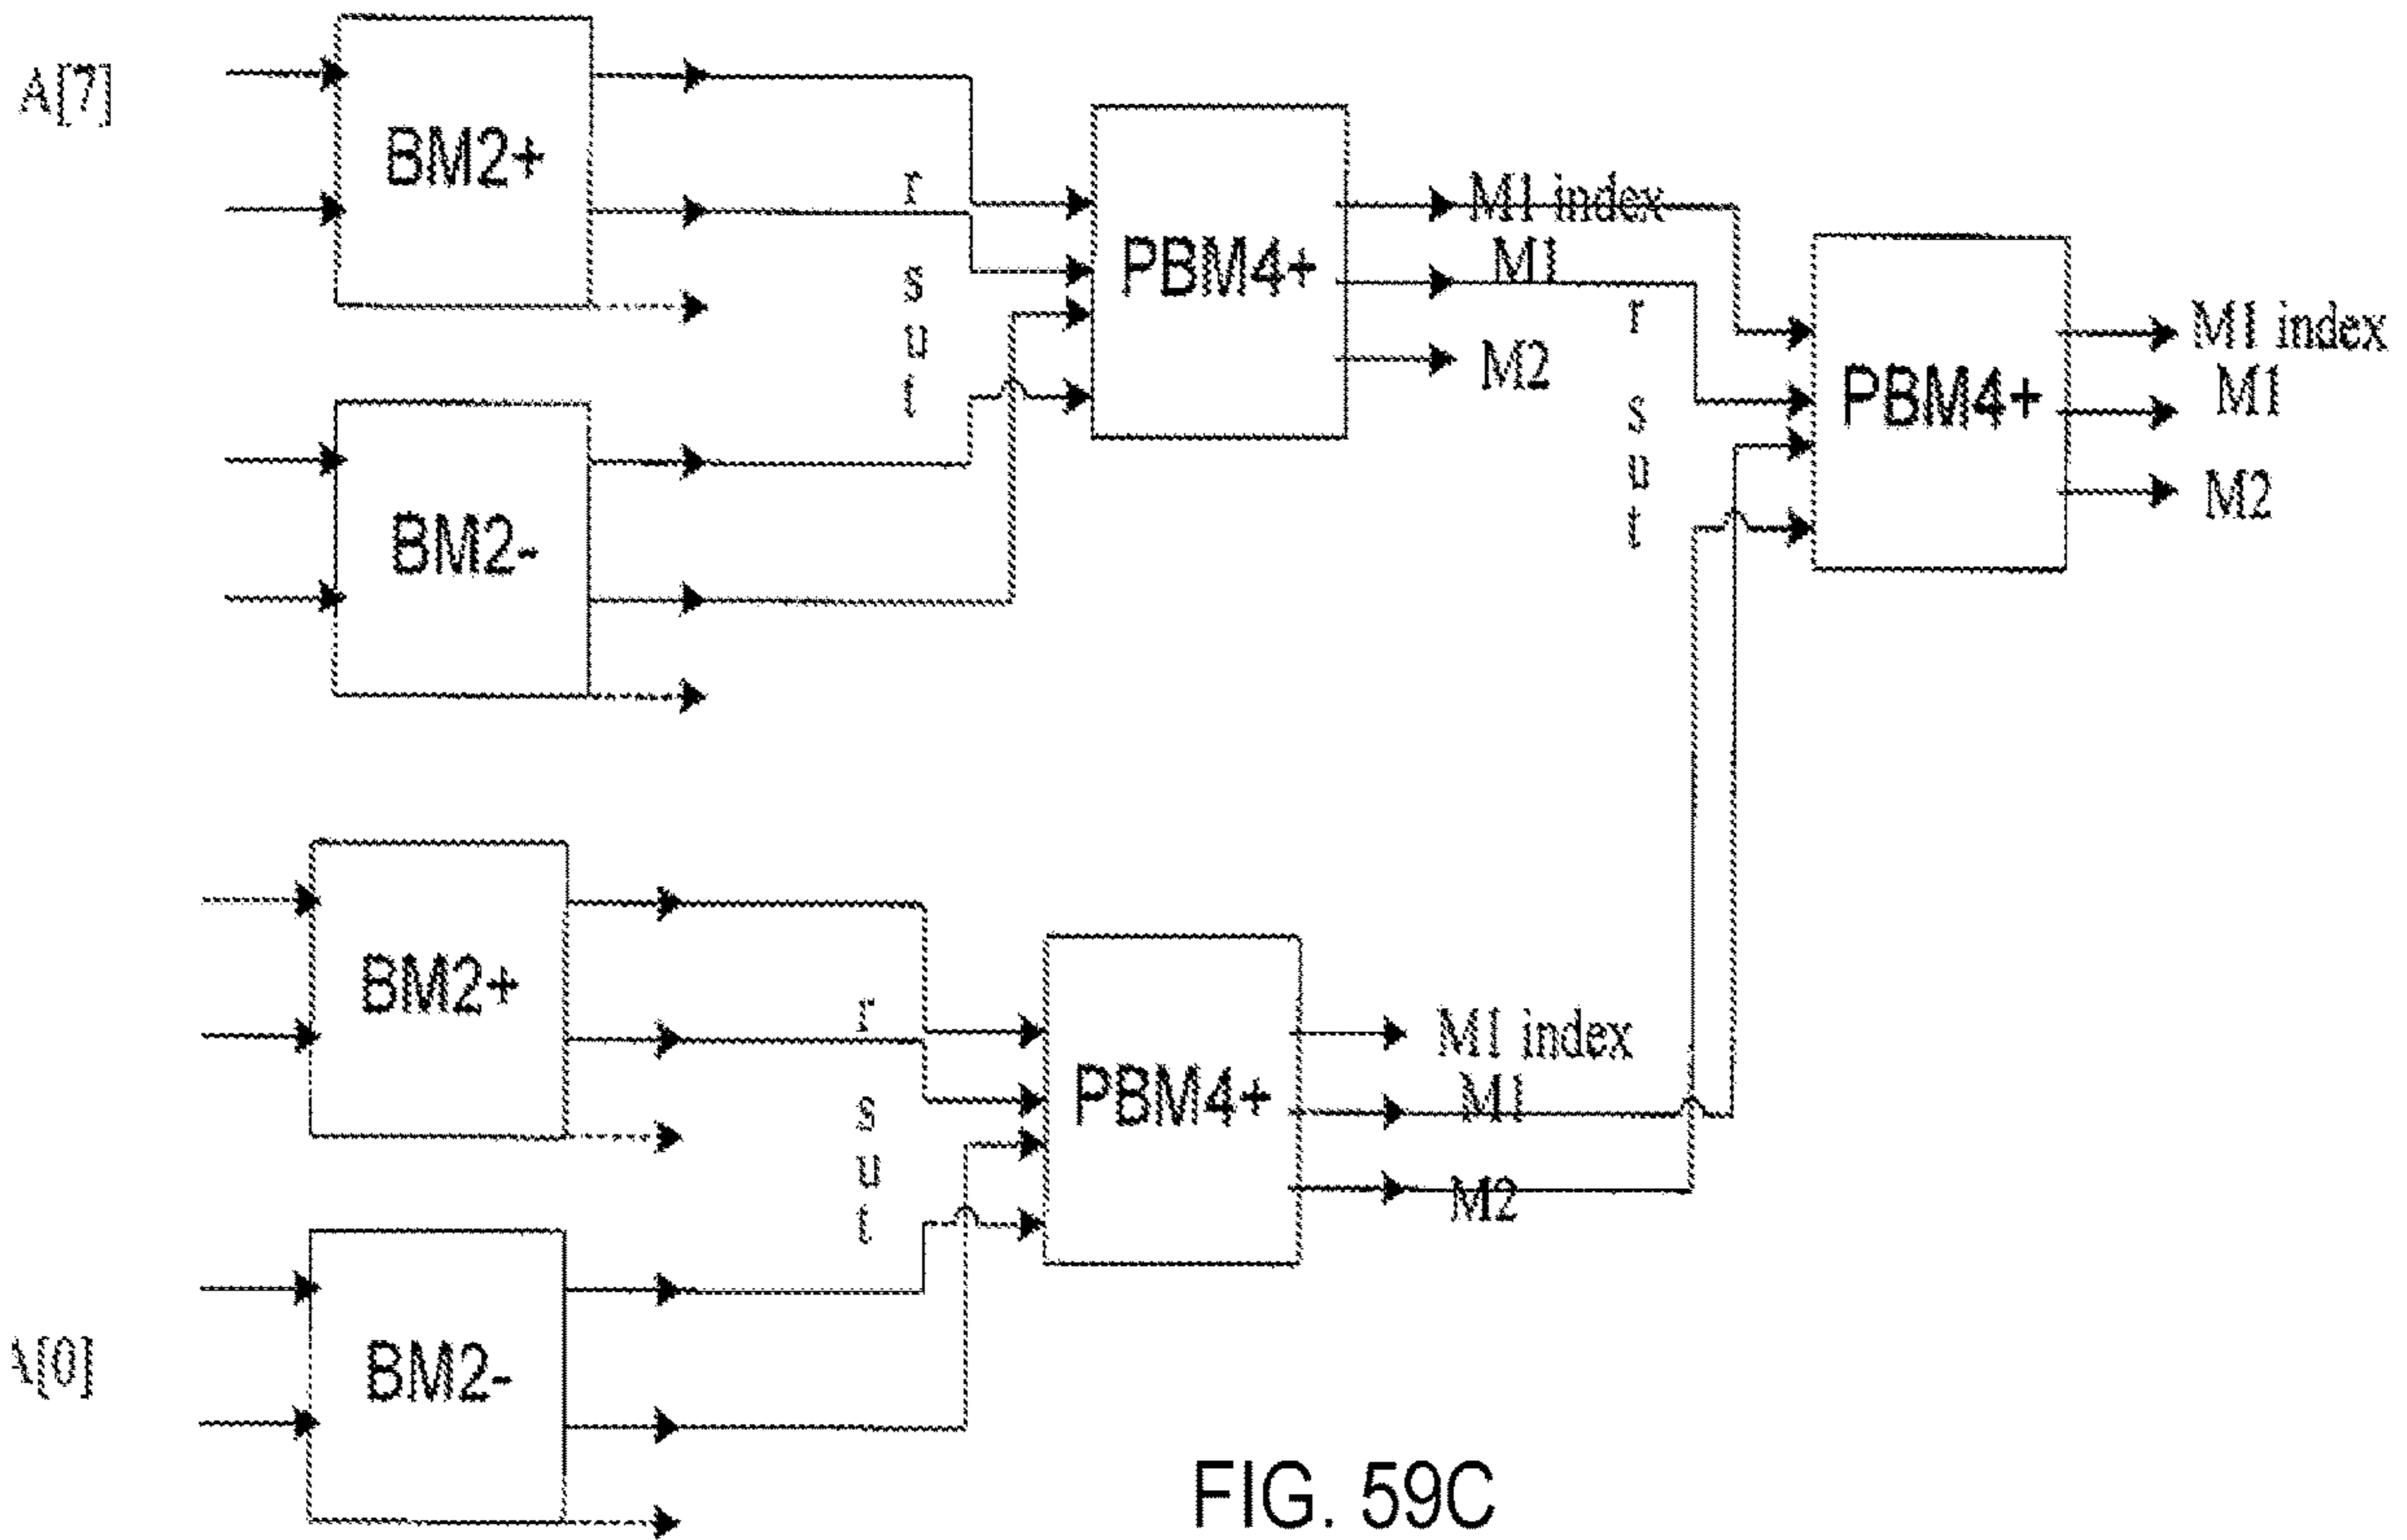 A[7]
BM2+
r
s
u
t
PBM4+
M1 index
M1
M2
BM2-
r
s
u
t
PBM4+
M1 index
M1
M2
BM2+
r
s
u
t
PBM4+
M1 index
M1
M2
A[0]
BM2-
FIG. 59C